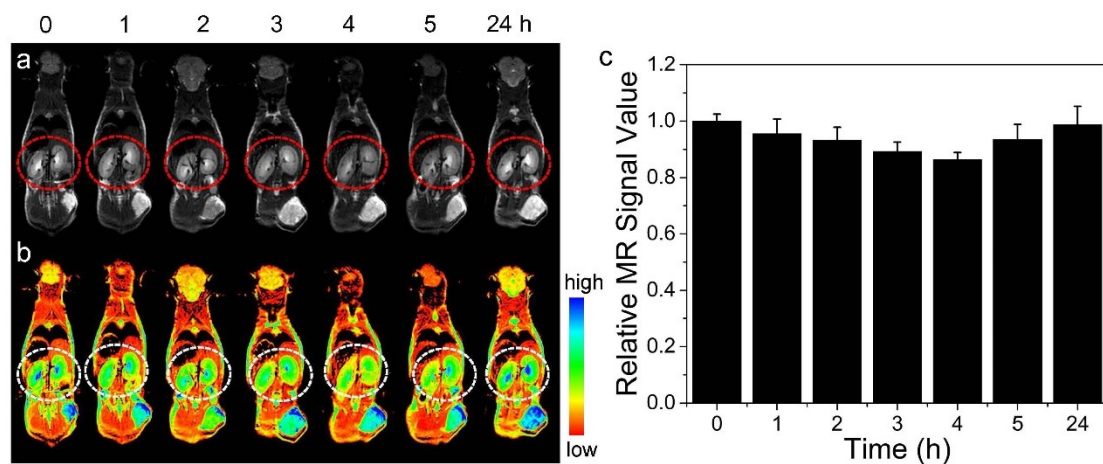 0 1 2 3 4 5 24 h
a
b
high
low
c
Relative MR Signal Value
1.2
1.0
0.8
0.6
0.4
0.2
0.0
0 1 2 3 4 5 24
Time (h)